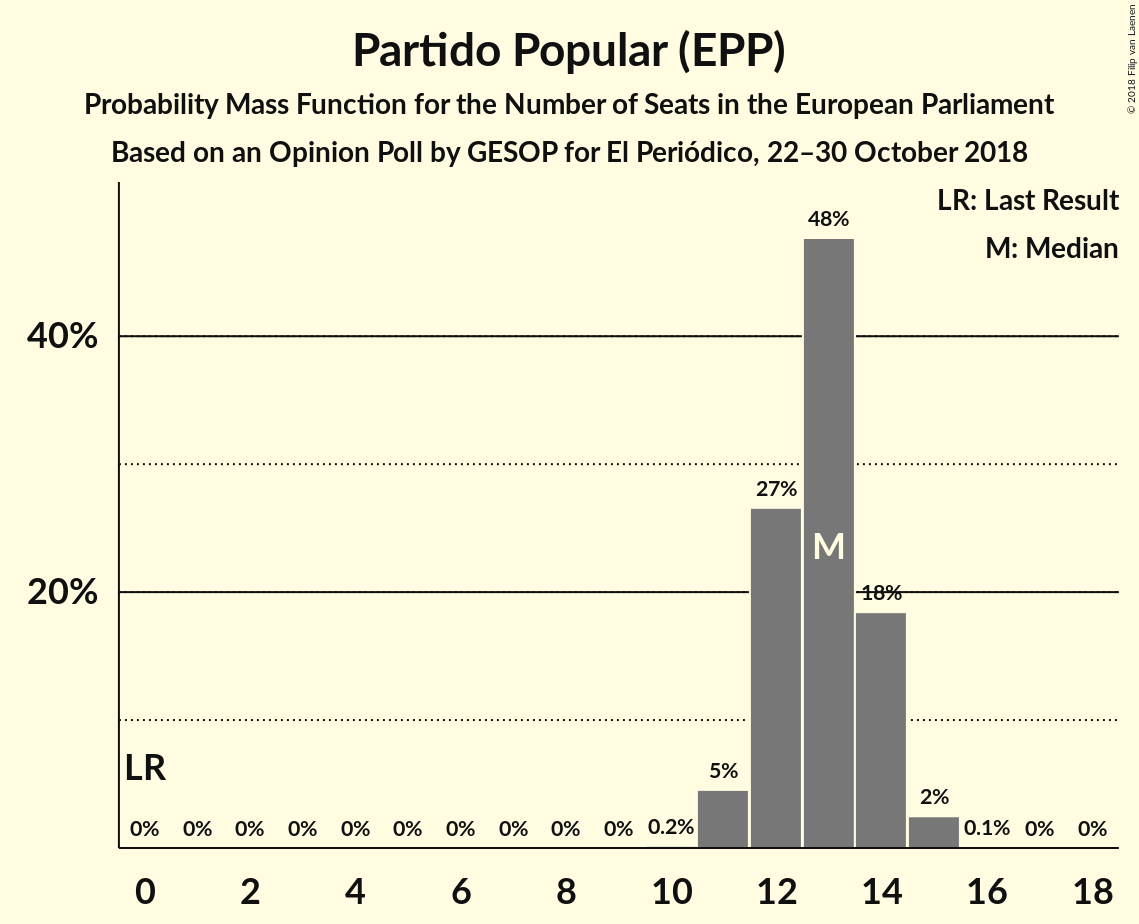 Partido Popular (EPP)
Probability Mass Function for the Number of Seats in the European Parliament
Based on an Opinion Poll by GESOP for El Periódico, 22–30 October 2018
© 2018 Filip van Laenen
LR: Last Result
M: Median
48%
40%
27%
M
20%
18%
LR
5%
2%
0% 0% 0% 0% 0% 0% 0% 0% 0% 0% 0.2% 0.1% 0% 0%
0 2 4 6 8 10 12 14 16 18